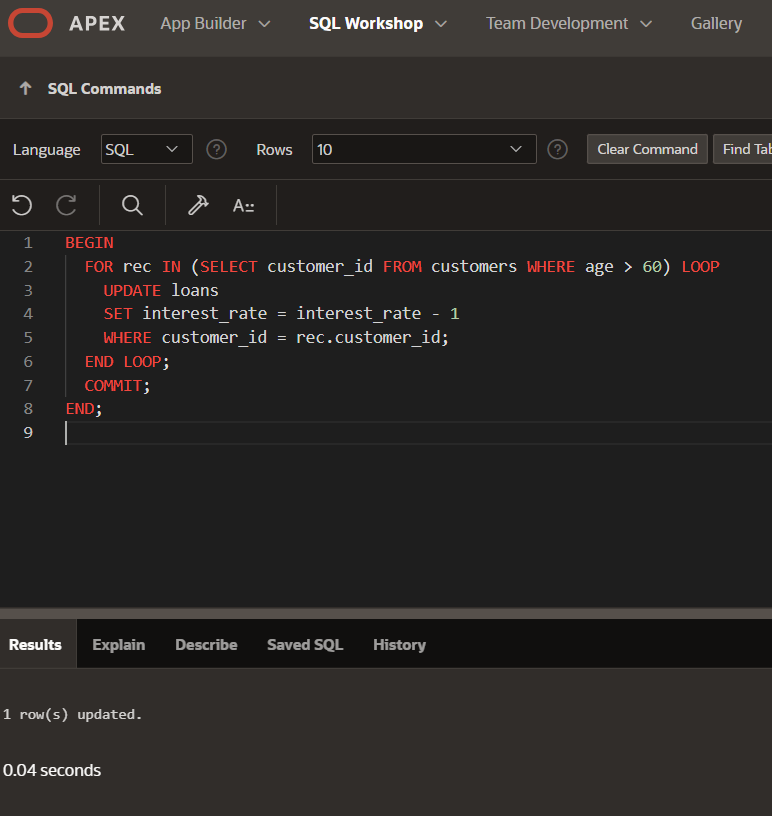 APEX App Builder SQL Workshop Team Development Gallery
SQL Commands
Language SQL ? Rows 10 ? Clear Command Find Tab
A::
1 BEGIN
2 FOR rec IN (SELECT customer_id FROM customers WHERE age > 60) LOOP
3 UPDATE loans
4 SET interest_rate = interest_rate - 1
5 WHERE customer_id = rec.customer_id;
6 END LOOP;
7 COMMIT;
8 END;
9
Results Explain Describe Saved SQL History
1 row(s) updated.
0.04 seconds